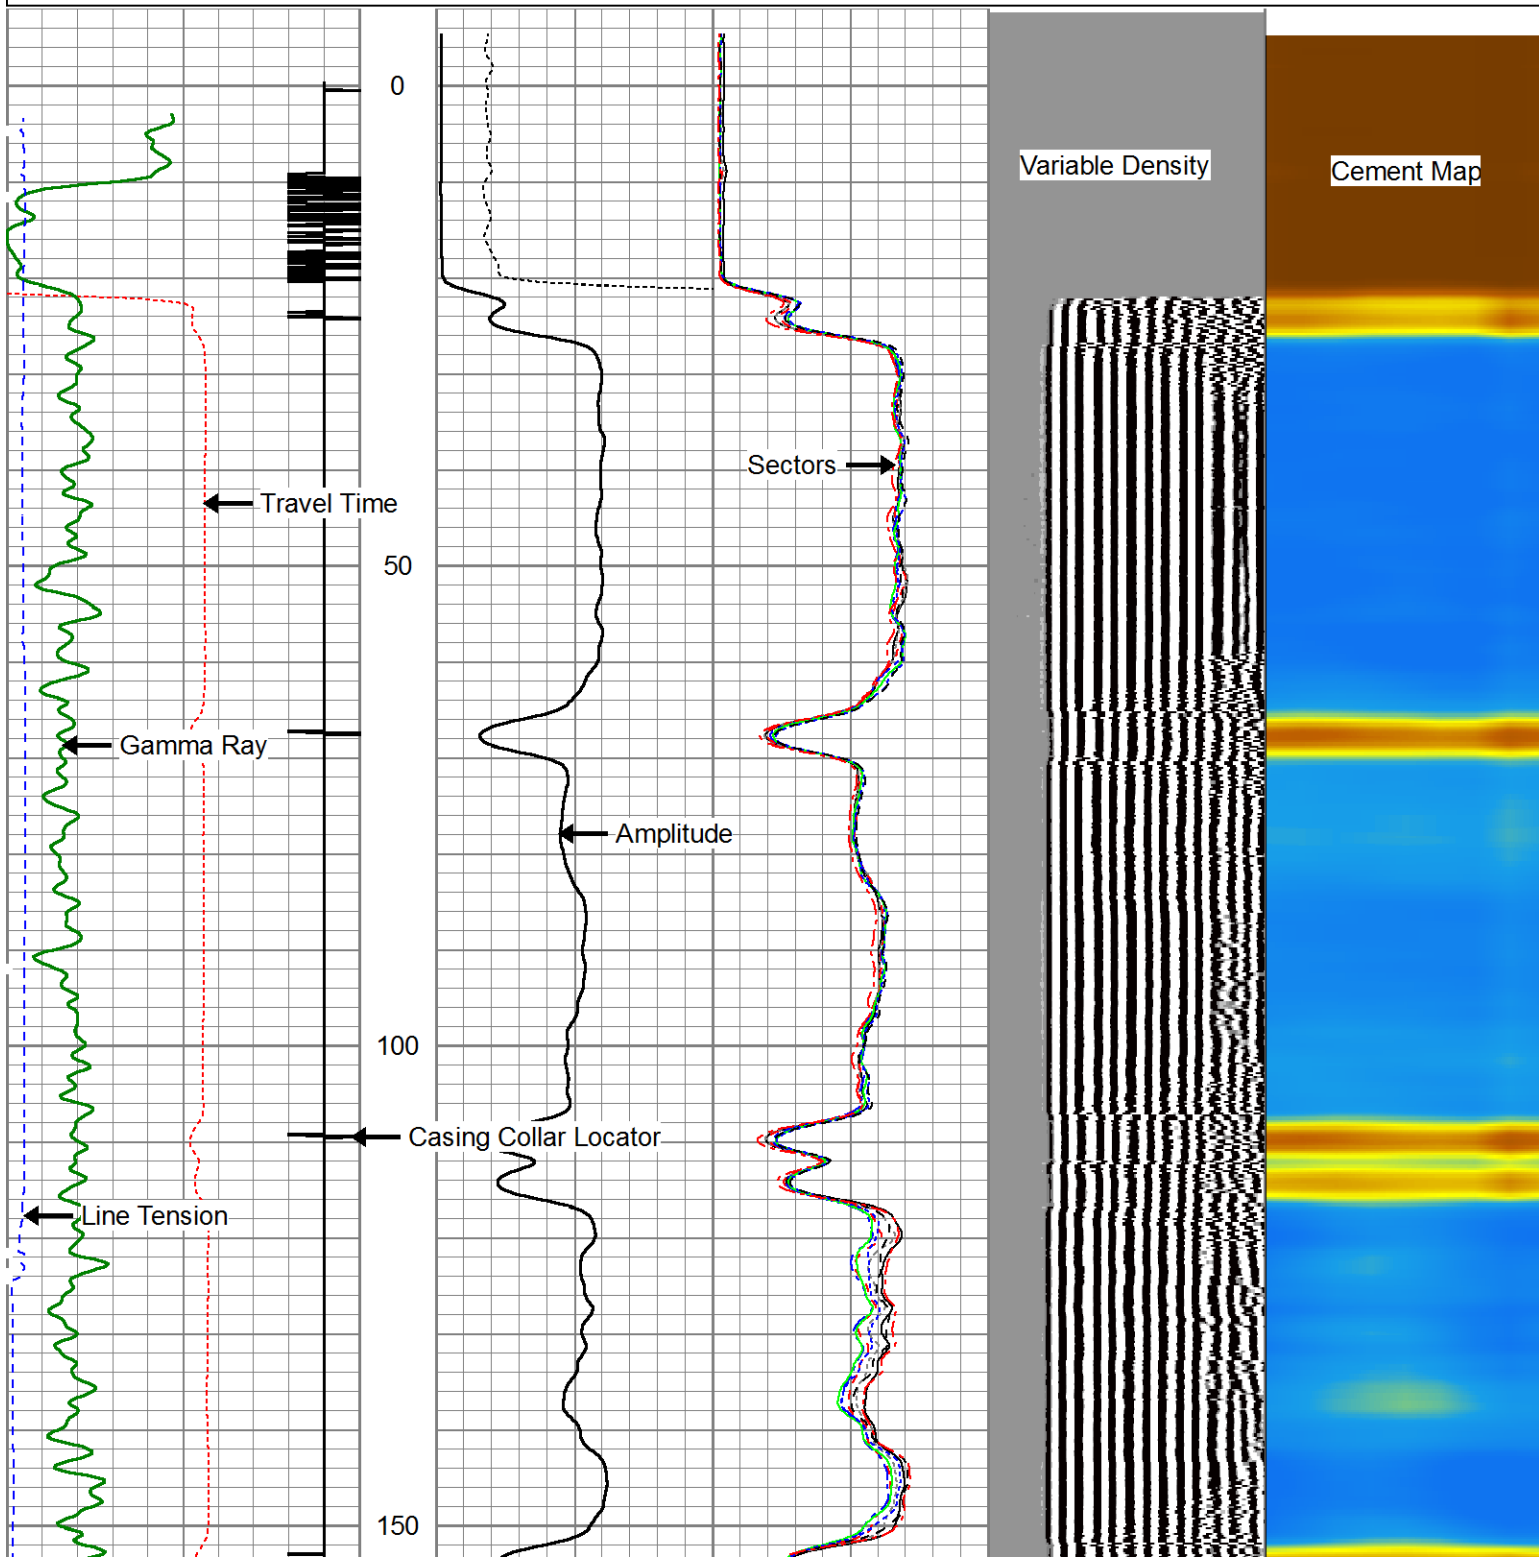 0
Variable Density
Cement Map
Sectors
Travel Time
50
Gamma Ray
Amplitude
100
Casing Collar Locator
Line Tension
150